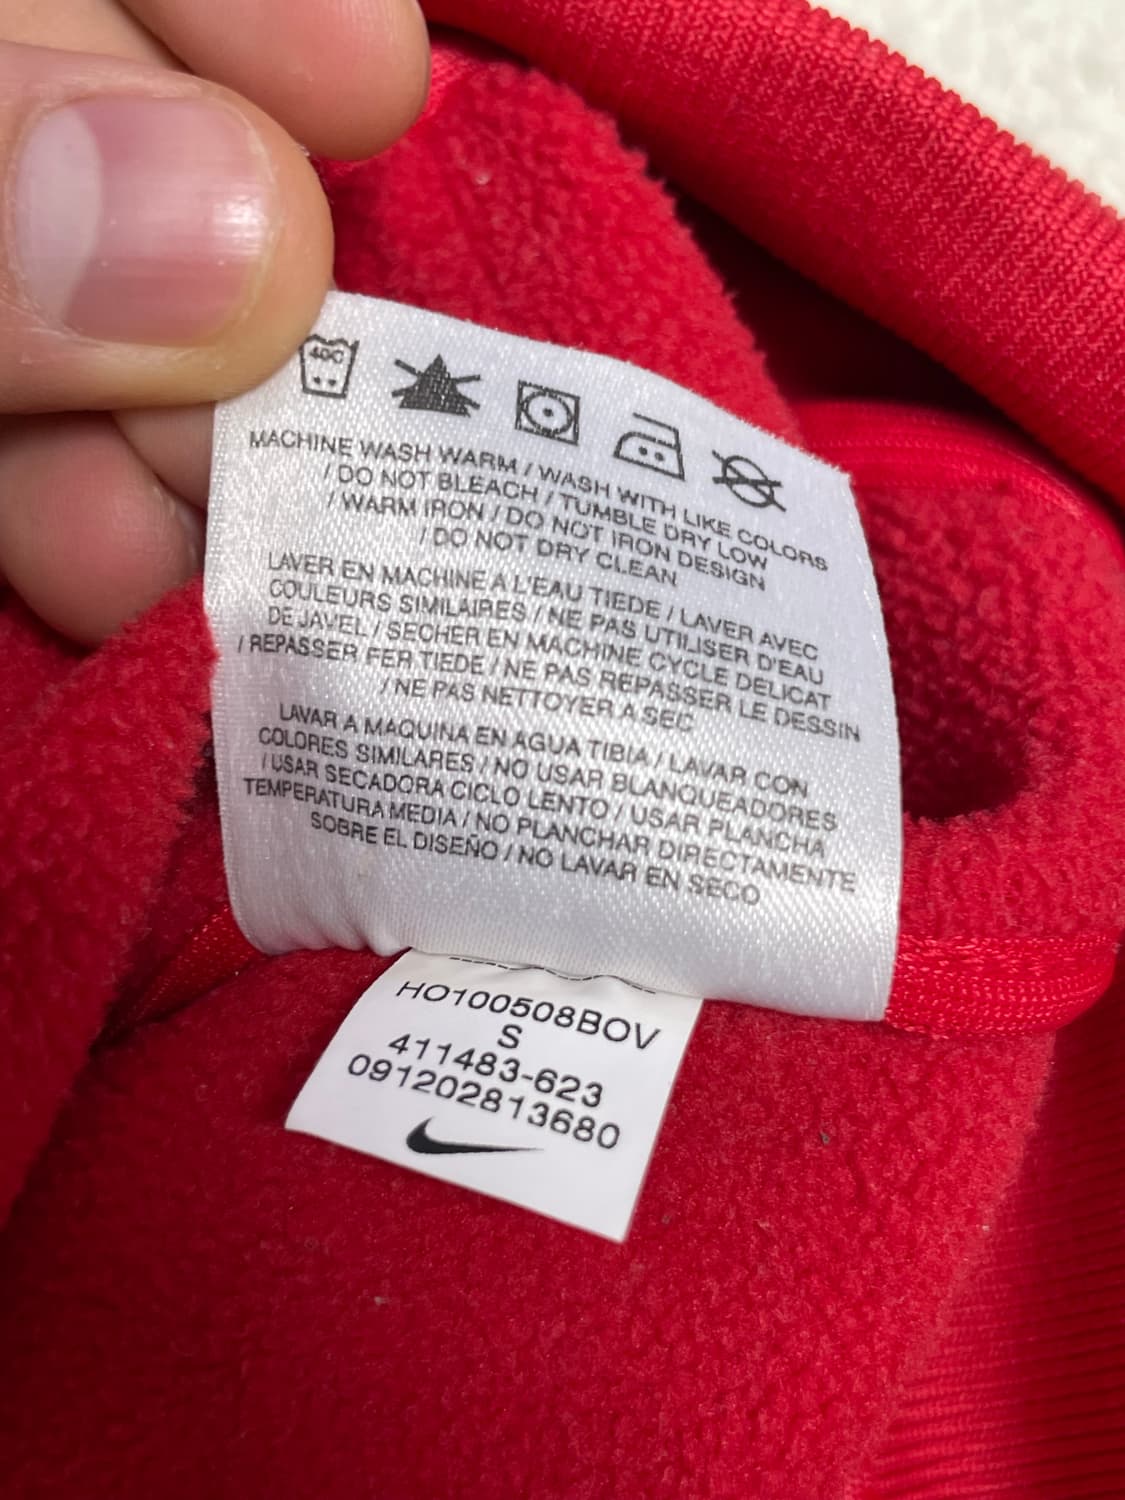 40C
MACHINE WASH WARM / WASH WITH LIKE COLORS
/ DO NOT BLEACH / TUMBLE DRY LOW
/ WARM IRON / DO NOT IRON DESIGN
/ DO NOT DRY CLEAN
LAVER EN MACHINE A L'EAU TIEDE / LAVER AVEC
COULEURS SIMILAIRES / NE PAS UTILISER D'EAU
DE JAVEL / SECHER EN MACHINE CYCLE DELICAT
/ REPASSER FER TIEDE / NE PAS REPASSER LE DESSIN
/ NE PAS NETTOYER A SEC
LAVAR A MAQUINA EN AGUA TIBIA / LAVAR CON
COLORES SIMILARES / NO USAR BLANQUEADORES
/ USAR SECADORA CICLO LENTO / USAR PLANCHA
TEMPERATURA MEDIA / NO PLANCHAR DIRECTAMENTE
SOBRE EL DISEÑO / NO LAVAR EN SECO
HO100508BOV
S
411483-623
091202813680